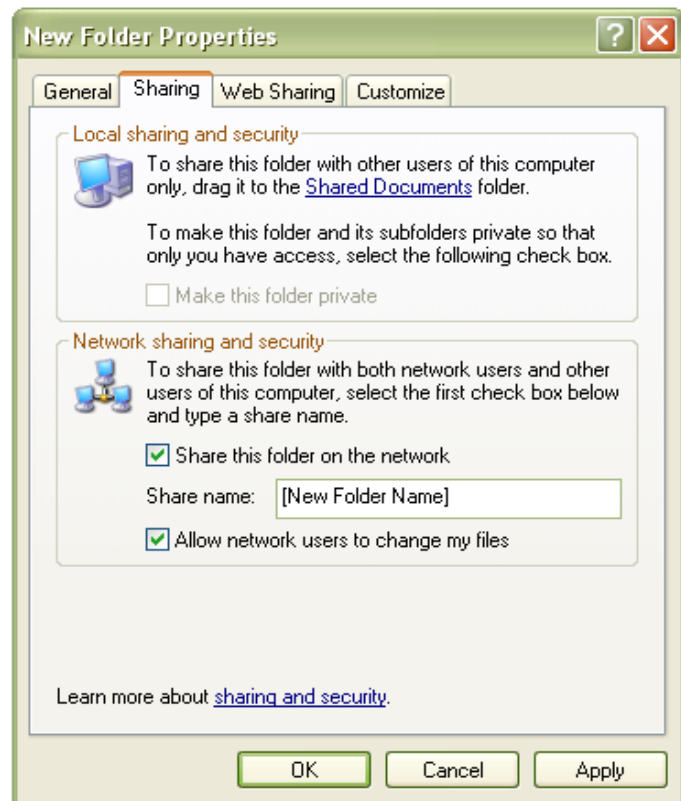 New Folder Properties
General Sharing Web Sharing Customize
Local sharing and security
To share this folder with other users of this computer
only, drag it to the Shared Documents folder.
To make this folder and its subfolders private so that
only you have access, select the following check box.
Make this folder private
Network sharing and security
To share this folder with both network users and other
users of this computer, select the first check box below
and type a share name.
Share this folder on the network
Share name: [New Folder Name]
Allow network users to change my files
Learn more about sharing and security.
OK Cancel Apply